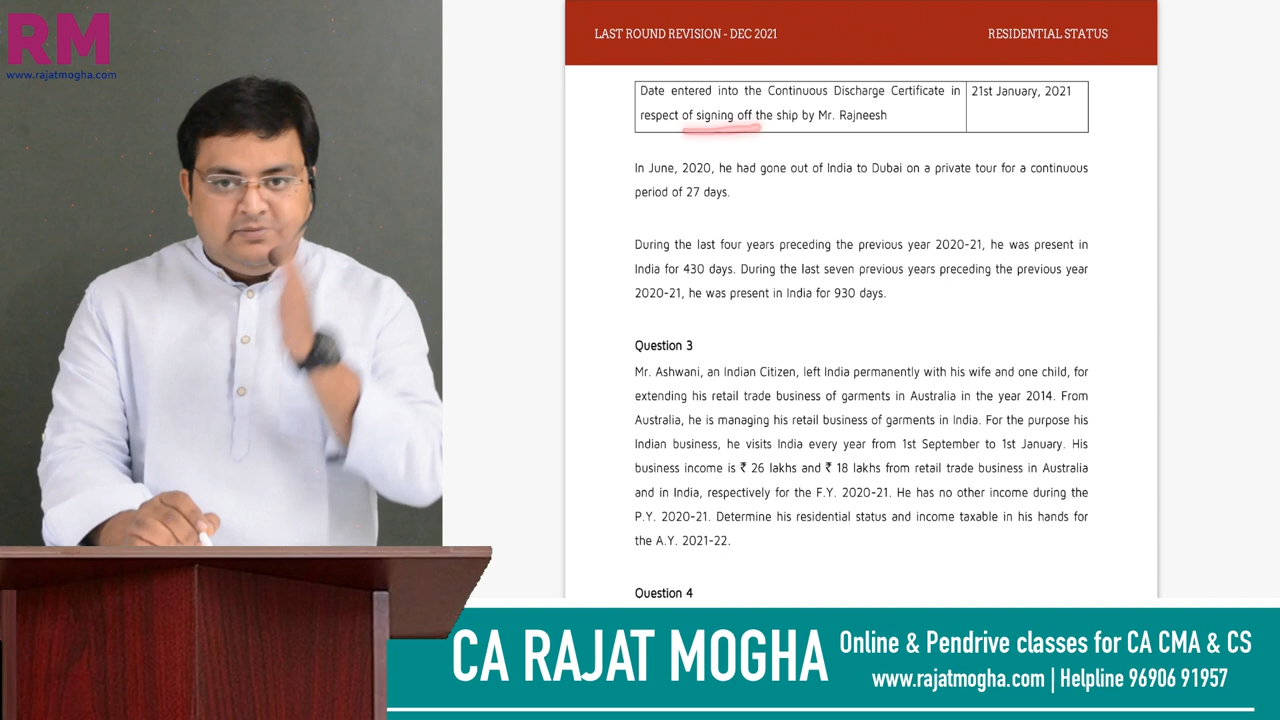 RM
www.rajatmogha.com
LAST ROUND REVISION - DEC 2021
RESIDENTIAL STATUS
Date entered into the Continuous Discharge Certificate in
respect of signing off the ship by Mr. Rajneesh
21st January, 2021
In June, 2020, he had gone out of India to Dubai on a private tour for a continuous
period of 27 days.
During the last four years preceding the previous year 2020-21, he was present in
India for 430 days. During the last seven previous years preceding the previous year
2020-21, he was present in India for 930 days.
Question 3
Mr. Ashwani, an Indian Citizen, left India permanently with his wife and one child, for
extending his retail trade business of garments in Australia in the year 2014. From
Australia, he is managing his retail business of garments in India. For the purpose his
Indian business, he visits India every year from 1st September to 1st January. His
business income is ₹ 26 lakhs and ₹ 18 lakhs from retail trade business in Australia
and in India, respectively for the F.Y. 2020-21. He has no other income during the
P.Y. 2020-21. Determine his residential status and income taxable in his hands for
the A.Y. 2021-22.
Question 4
CA RAJAT MOGHA
Online & Pendrive classes for CA CMA & CS
www.rajatmogha.com | Helpline 96906 91957